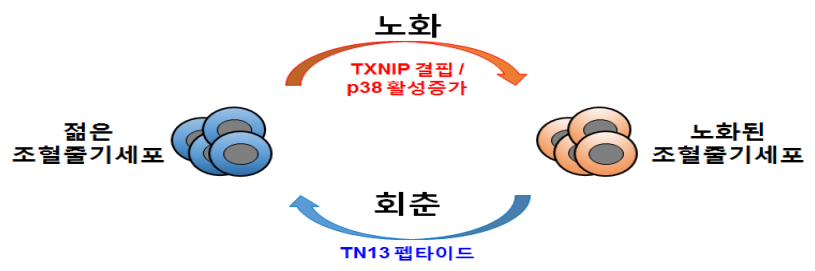 노화
TXNIP 결핍 /
p38 활성증가
젊은
조혈줄기세포
노화된
조혈줄기세포
회춘
TN13 펩타이드